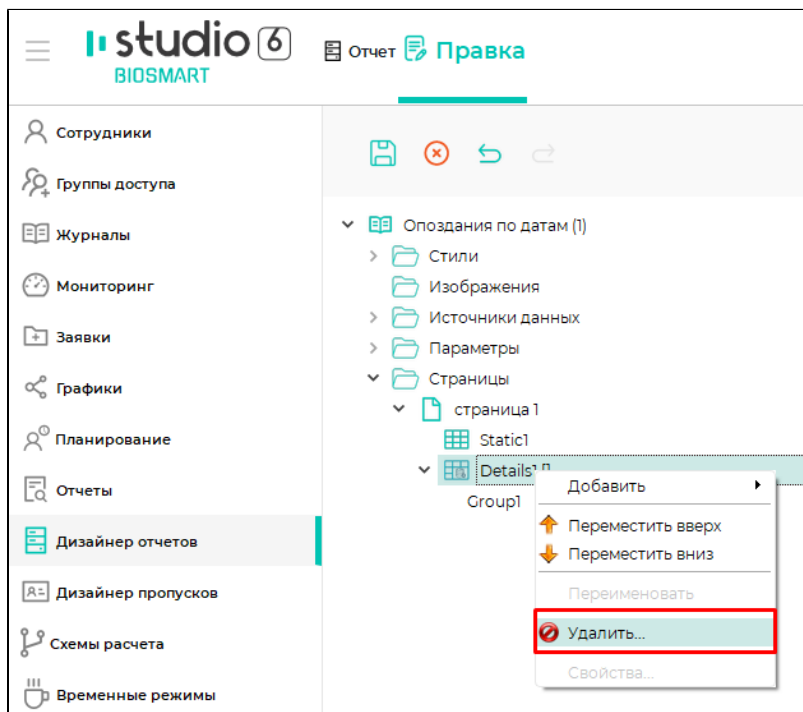 studio 6
BIOSMART
Отчет
Правка
Сотрудники
Группы доступа
Журналы
Мониторинг
Заявки
Графики
Планирование
Отчеты
Дизайнер отчетов
Дизайнер пропусков
Схемы расчета
Временные режимы
Опоздания по датам (1)
Стили
Изображения
Источники данных
Параметры
Страницы
страница 1
Static1
Details1
Group1
Добавить
Переместить вверх
Переместить вниз
Переименовать
Удалить...
Свойства...